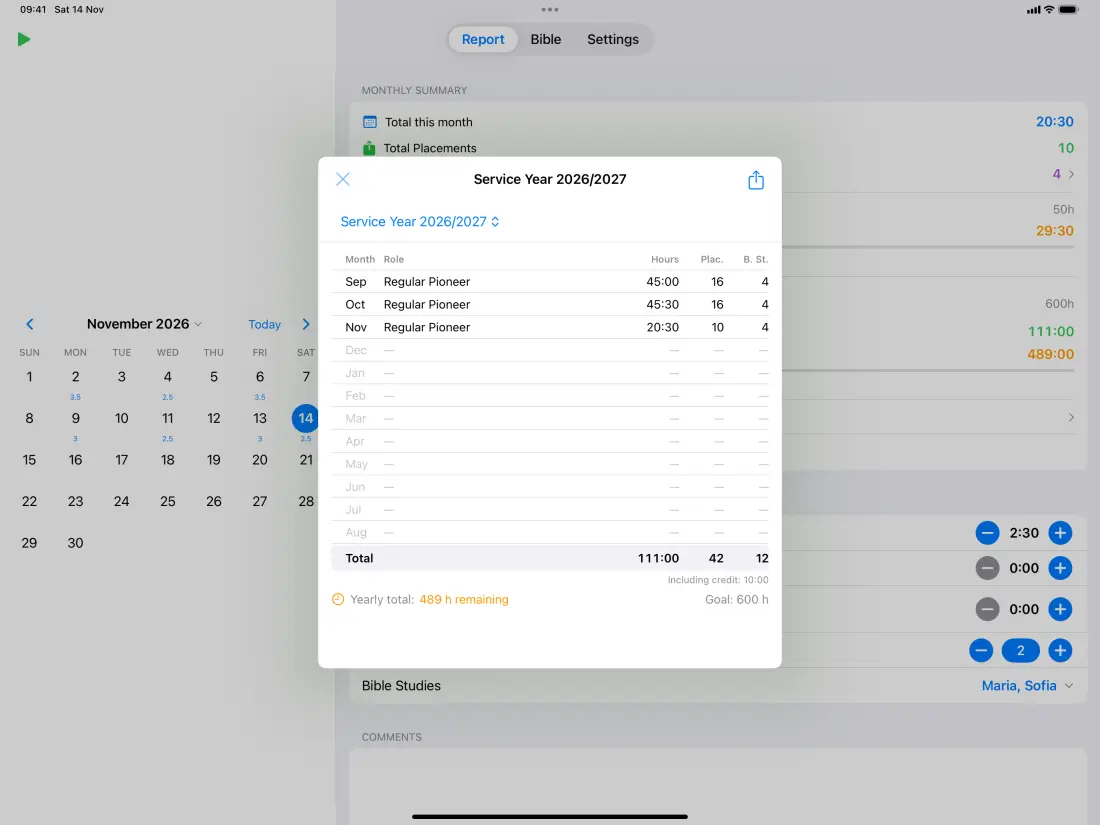 09:41 Sat 14 Nov
Report Bible Settings
MONTHLY SUMMARY
Total this month 20:30
Total Placements 10
4
50h
29:30
600h
111:00
489:00
November 2026 Today
SUN MON TUE WED THU FRI SAT
1 2 3 4 5 6 7
3.5 2.5 3.5
8 9 10 11 12 13 14
3 2.5 3 2.5
15 16 17 18 19 20 21
22 23 24 25 26 27 28
29 30
Service Year 2026/2027
Service Year 2026/2027
Month Role Hours Plac. B. St.
Sep Regular Pioneer 45:00 16 4
Oct Regular Pioneer 45:30 16 4
Nov Regular Pioneer 20:30 10 4
Dec — — — —
Jan — — — —
Feb — — — —
Mar — — — —
Apr — — — —
May — — — —
Jun — — — —
Jul — — — —
Aug — — — —
Total 111:00 42 12
Including credit: 10:00
Yearly total: 489 h remaining Goal: 600 h
2:30
0:00
0:00
2
Bible Studies Maria, Sofia
COMMENTS